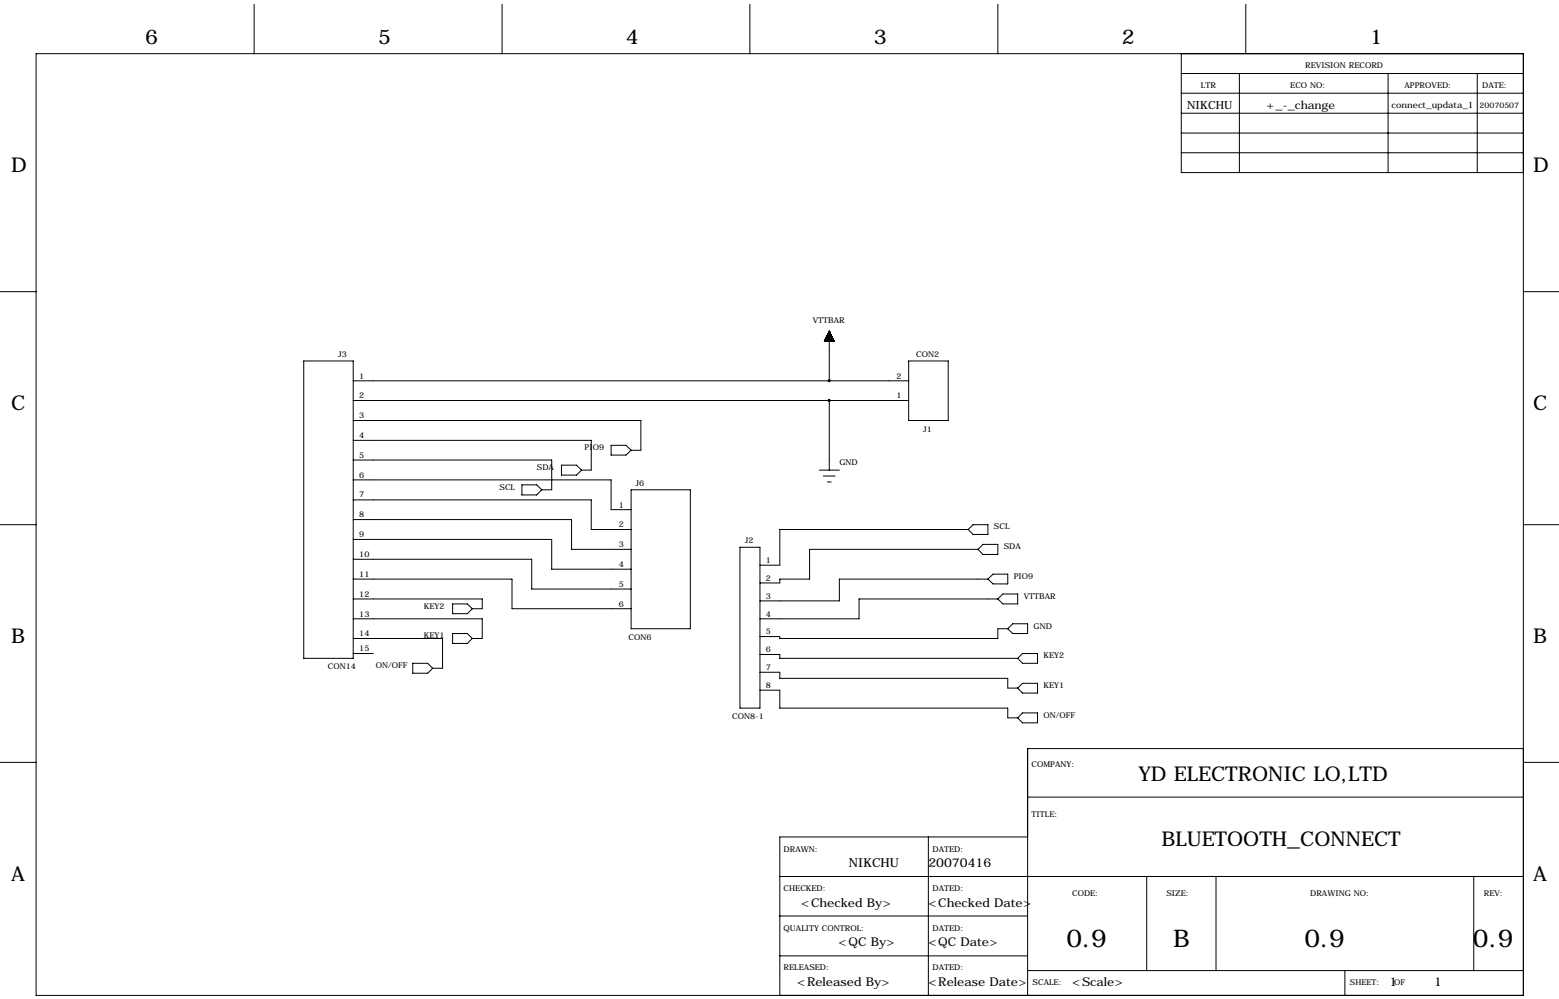 6 5 4 3 2 1
REVISION RECORD
LTR ECO NO: APPROVED: DATE:
NIKCHU +_-_change connect_updata_1 20070507
D D
VTTBAR
J3 CON2
1 2
2 1
C C
3 J1
4 PIO9
5 SDA GND
6 SCL J6
7 1
8 2 SCL
9 3 J2 SDA
10 4 1
11 5 2 PIO9
12 6 3 VTTBAR
KEY2 4
13 5 GND
B B
14 KEY1 CON6
15 6 KEY2
CON14 ON/OFF 7
8 KEY1
CON8-1 ON/OFF
COMPANY:
YD ELECTRONIC LO,LTD
TITLE:
BLUETOOTH_CONNECT
DRAWN: DATED:
NIKCHU 20070416
A A
CHECKED: DATED: CODE: SIZE: DRAWING NO: REV:
<Checked By> <Checked Date>
QUALITY CONTROL: DATED:
<QC By> <QC Date> 0.9 B 0.9 0.9
RELEASED: DATED:
<Released By> <Release Date> SCALE: <Scale> SHEET: 1OF 1